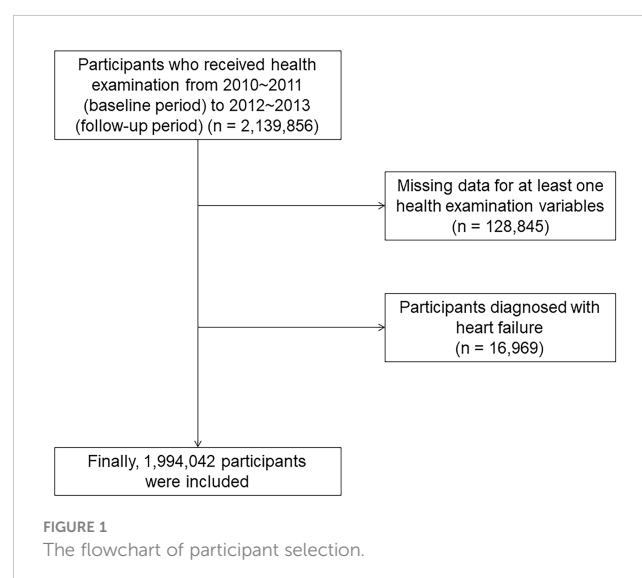 Participants who received health
examination from 2010~2011
(baseline period) to 2012~2013
(follow-up period) (n = 2,139,856)
Missing data for at least one
health examination variables
(n = 128,845)
Participants diagnosed with
heart failure
(n = 16,969)
Finally, 1,994,042 participants
were included
FIGURE 1
The flowchart of participant selection.